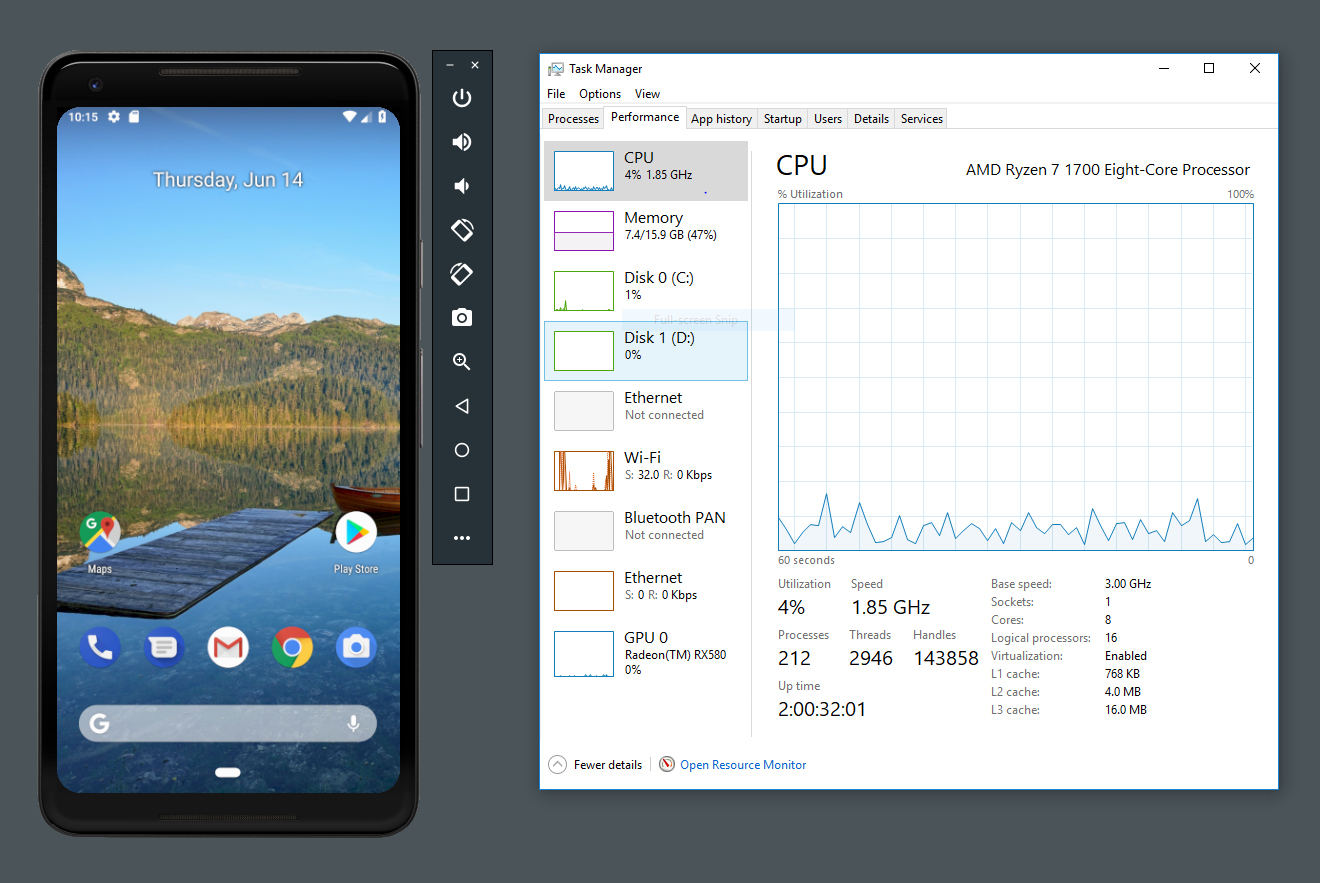 10:15
Thursday, Jun 14
G
Maps
Play Store
G
Task Manager
File Options View
Processes Performance App history Startup Users Details Services
CPU
4% 1.85 GHz
Memory
7.4/15.9 GB (47%)
Disk 0 (C:)
1%
Full-screen Snip
Disk 1 (D:)
0%
Ethernet
Not connected
Wi-Fi
S: 32.0 R: 0 Kbps
Bluetooth PAN
Not connected
Ethernet
S: 0 R: 0 Kbps
GPU 0
Radeon(TM) RX580
0%
CPU AMD Ryzen 7 1700 Eight-Core Processor
% Utilization 100%
60 seconds 0
Utilization Speed
4% 1.85 GHz
Processes Threads Handles
212 2946 143858
Up time
2:00:32:01
Base speed: 3.00 GHz
Sockets: 1
Cores: 8
Logical processors: 16
Virtualization: Enabled
L1 cache: 768 KB
L2 cache: 4.0 MB
L3 cache: 16.0 MB
Fewer details Open Resource Monitor